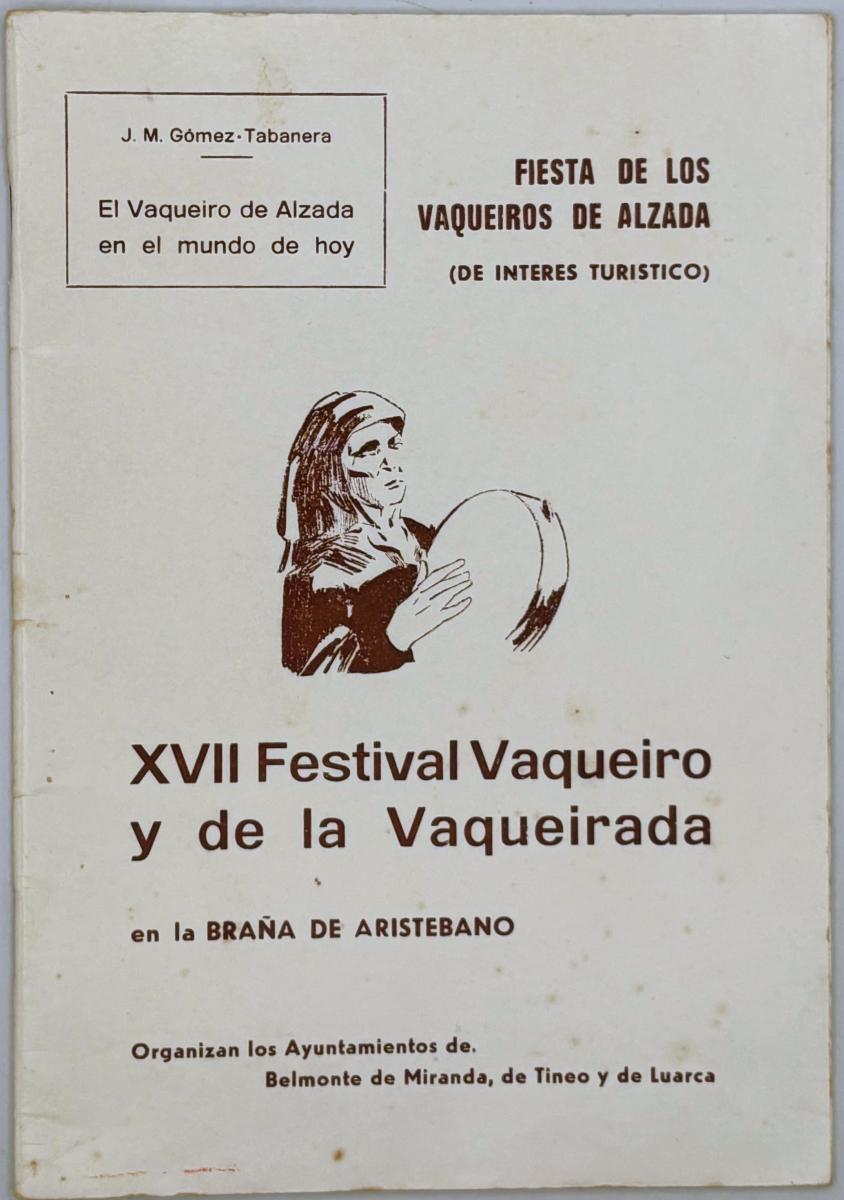 J. M. Gómez-Tabanera
El Vaqueiro de Alzada
en el mundo de hoy
FIESTA DE LOS
VAQUEIROS DE ALZADA
(DE INTERES TURISTICO)
XVII Festival Vaqueiro
y de la Vaqueirada
en la BRAÑA DE ARISTEBANO
Organizan los Ayuntamientos de.
Belmonte de Miranda, de Tineo y de Luarca